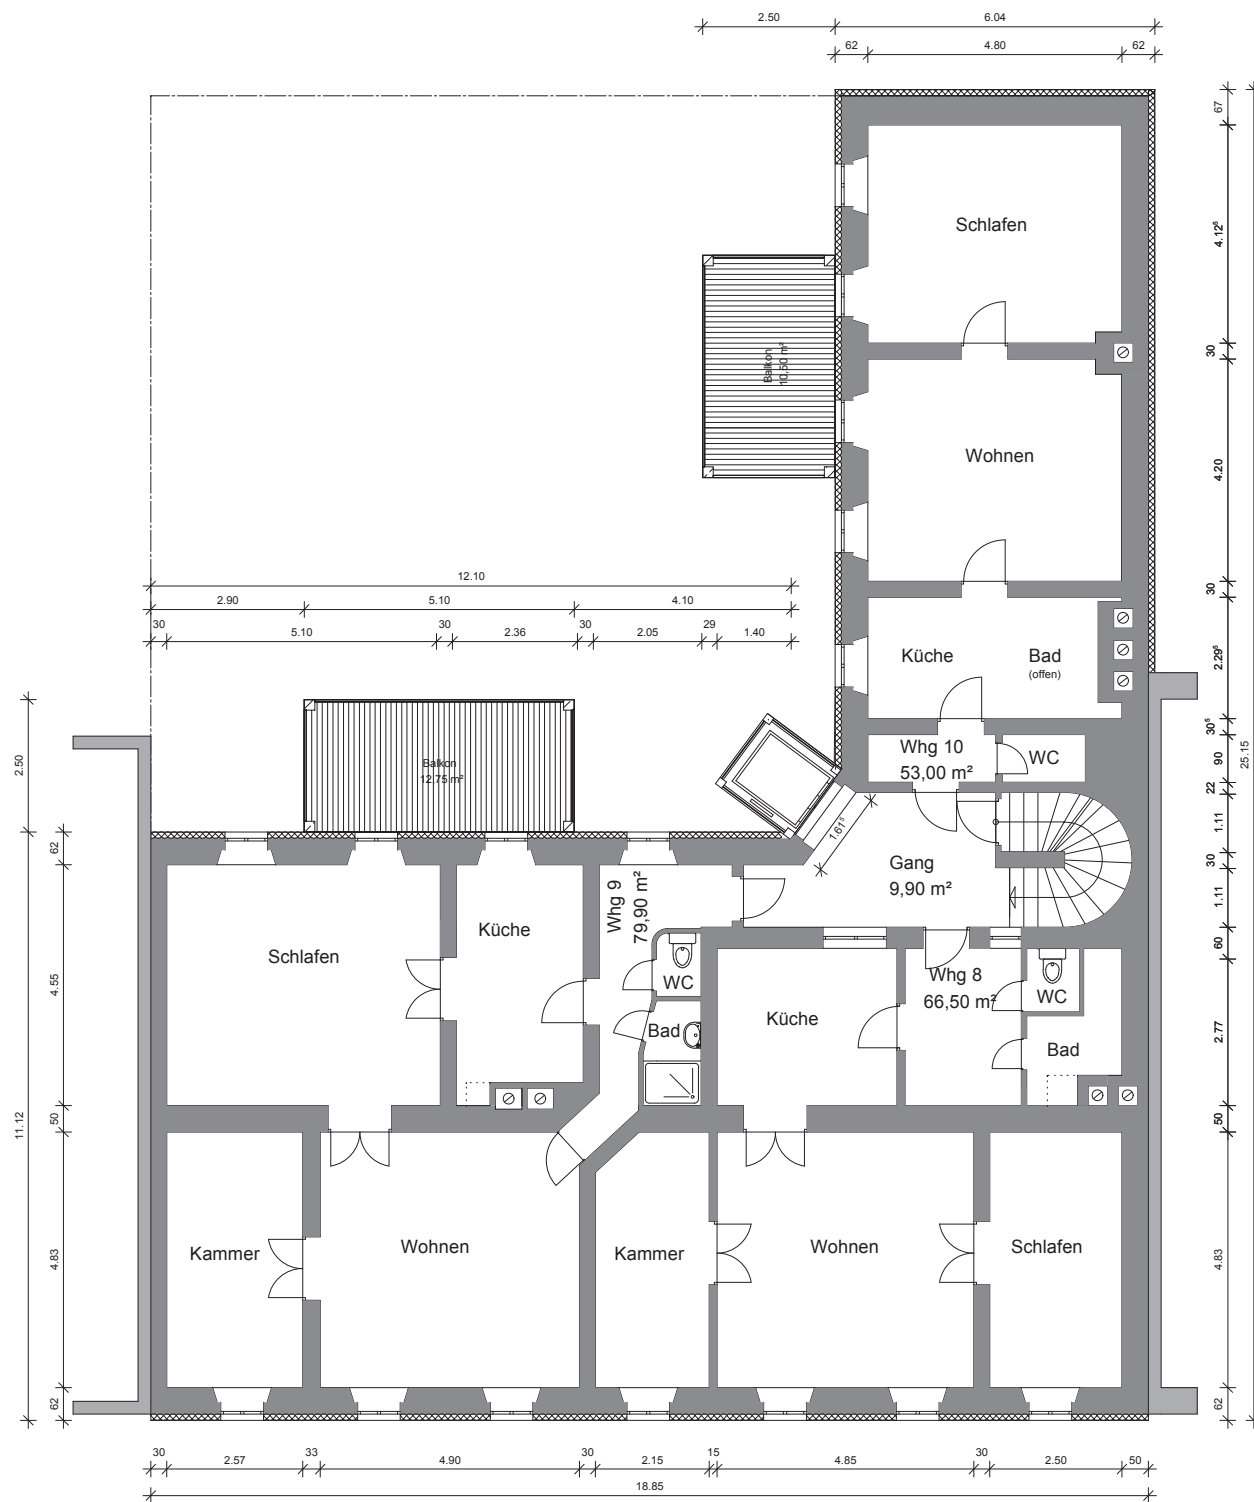 2.50
6.04
62
4.80
62
67
Schlafen
4.12⁵
Balkon
10,50 m²
30
Wohnen
4.20
25.15
12.10
2.90
5.10
4.10
30
5.10
30
2.36
30
2.05
29
1.40
30
Küche
Bad
(offen)
2.29⁵
30⁵
Whg 10
53,00 m²
WC
90
22
2.50
Balkon
12,75 m²
1.61⁵
1.11
30
1.11
Gang
9,90 m²
62
Whg 9
79,90 m²
Küche
Schlafen
4.55
WC
Bad
60
Whg 8
66,50 m²
WC
Küche
Bad
2.77
11.12
50
50
Kammer
Wohnen
Kammer
Wohnen
Schlafen
4.83
4.83
62
62
30
2.57
33
4.90
30
2.15
15
4.85
30
2.50
50
18.85